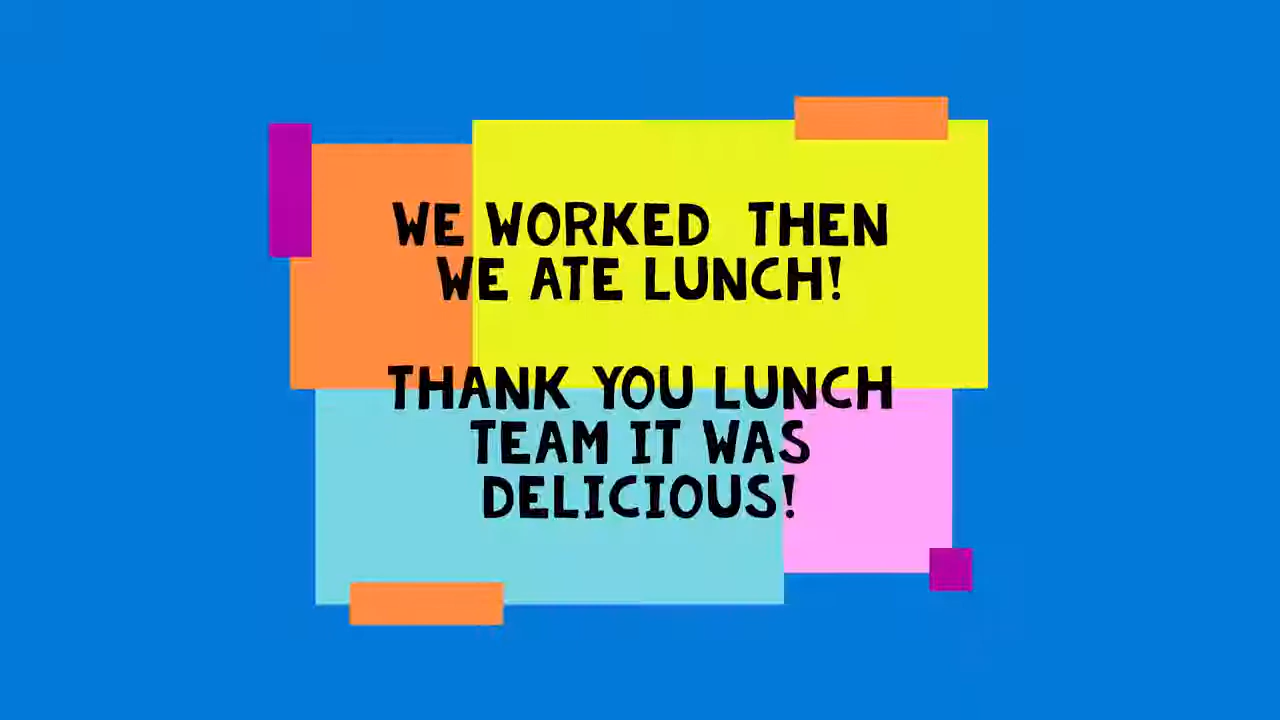 WE WORKED THEN
WE ATE LUNCH!
THANK YOU LUNCH
TEAM IT WAS
DELICIOUS!